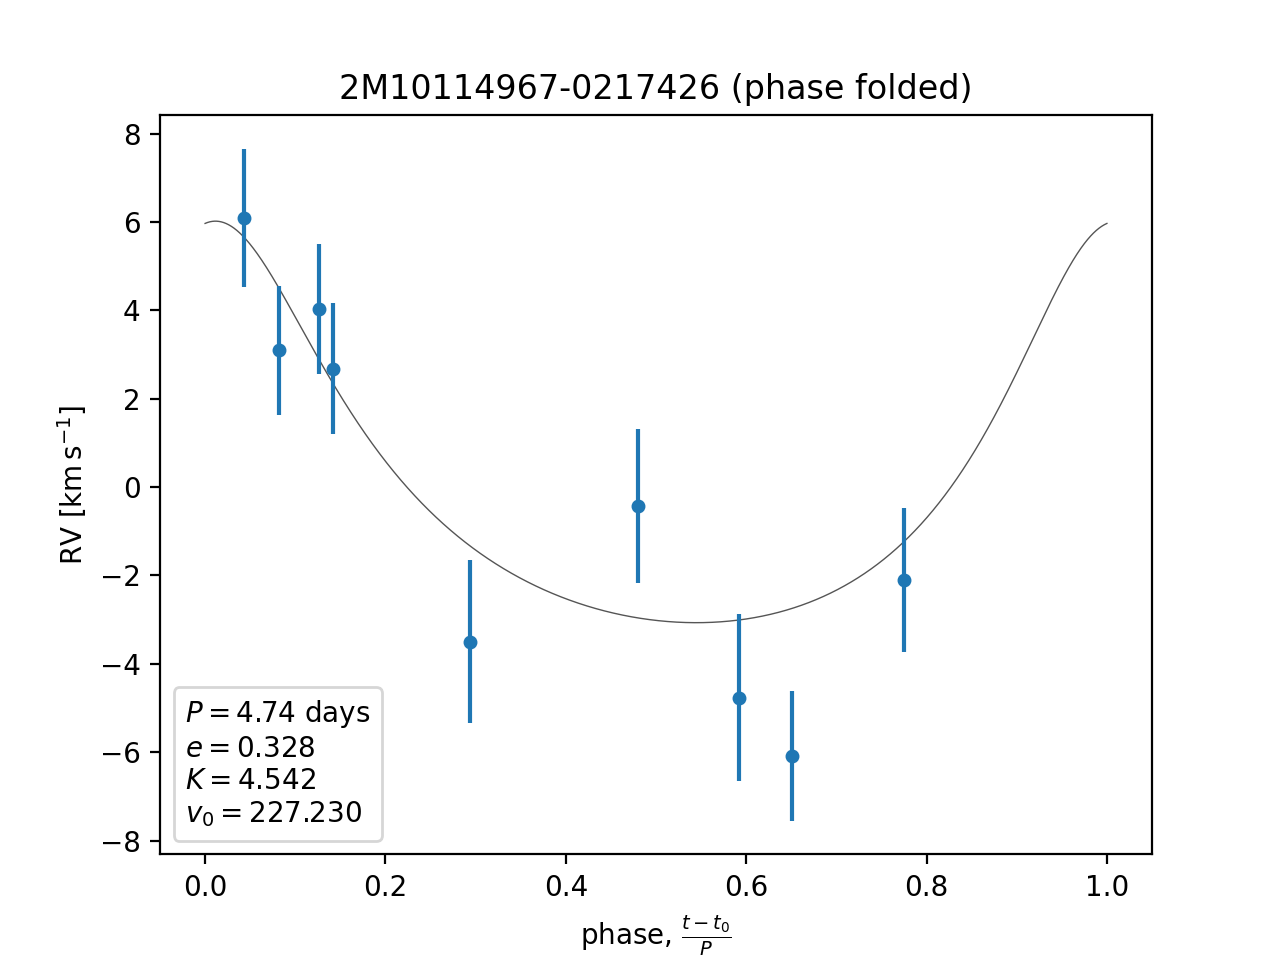 2M10114967-0217426 (phase folded)
8
6
4
2
0
−2
−4
−6
−8
RV [km s⁻¹]
P = 4.74 days
e = 0.328
K = 4.542
v₀ = 227.230
0.0 0.2 0.4 0.6 0.8 1.0
phase, (t − t₀)/P